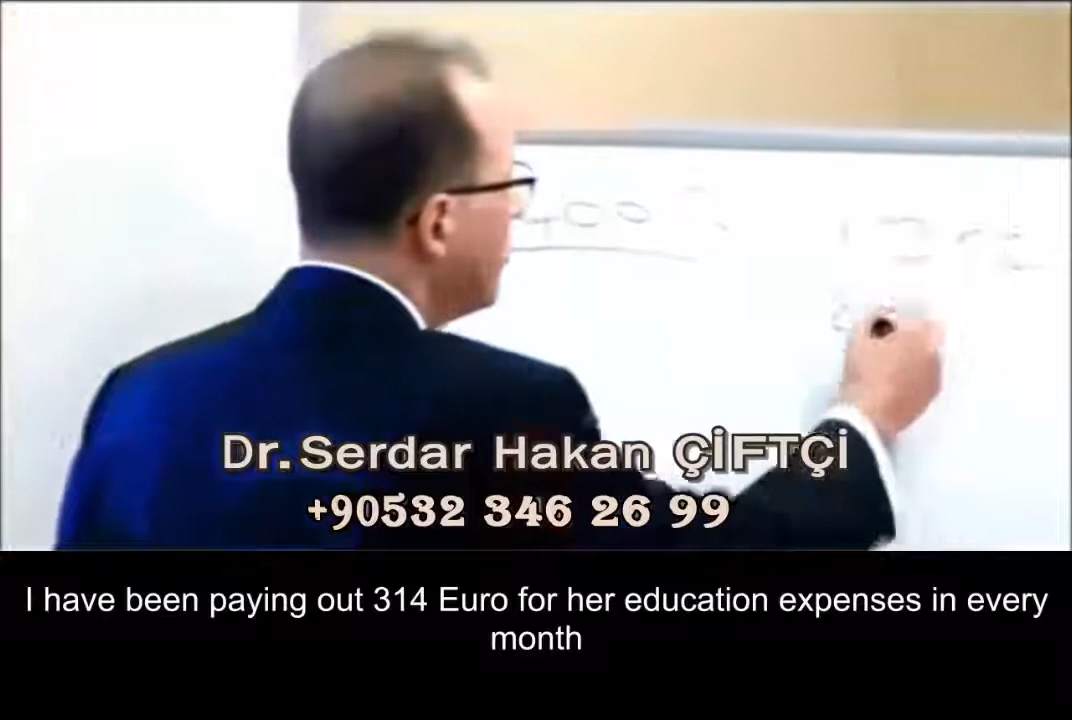 Dr. Serdar Hakan ÇİFTÇİ
+90532 346 26 99
I have been paying out 314 Euro for her education expenses in every
month